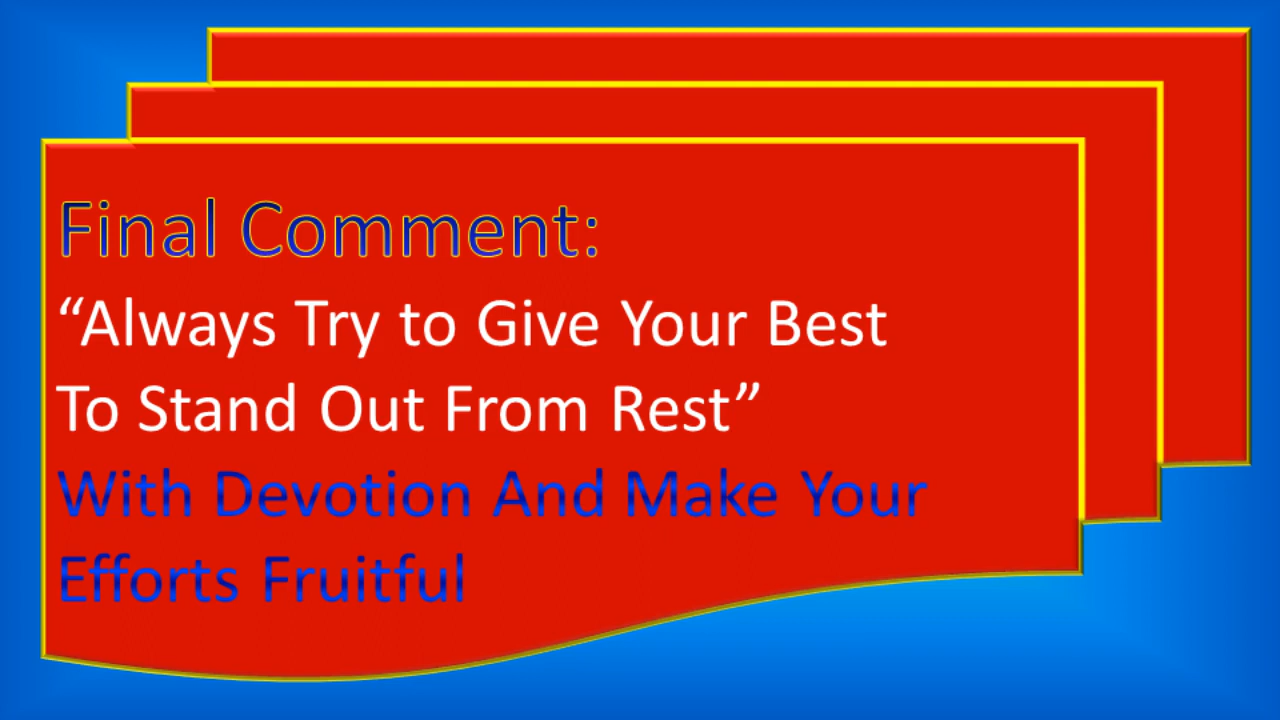 Final Comment:
“Always Try to Give Your Best
To Stand Out From Rest”
With Devotion And Make Your
Efforts Fruitful